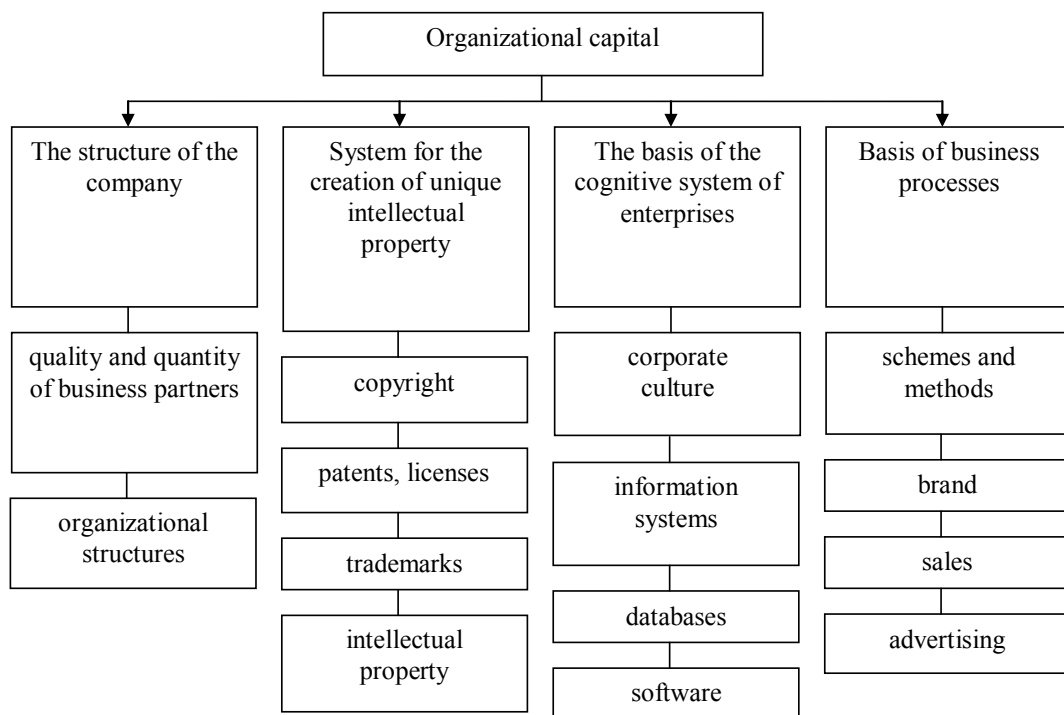 Organizational capital
The structure of the
company
quality and quantity
of business partners
organizational
structures
System for the
creation of unique
intellectual
property
copyright
patents, licenses
trademarks
intellectual
property
The basis of the
cognitive system of
enterprises
corporate
culture
information
systems
databases
software
Basis of business
processes
schemes and
methods
brand
sales
advertising